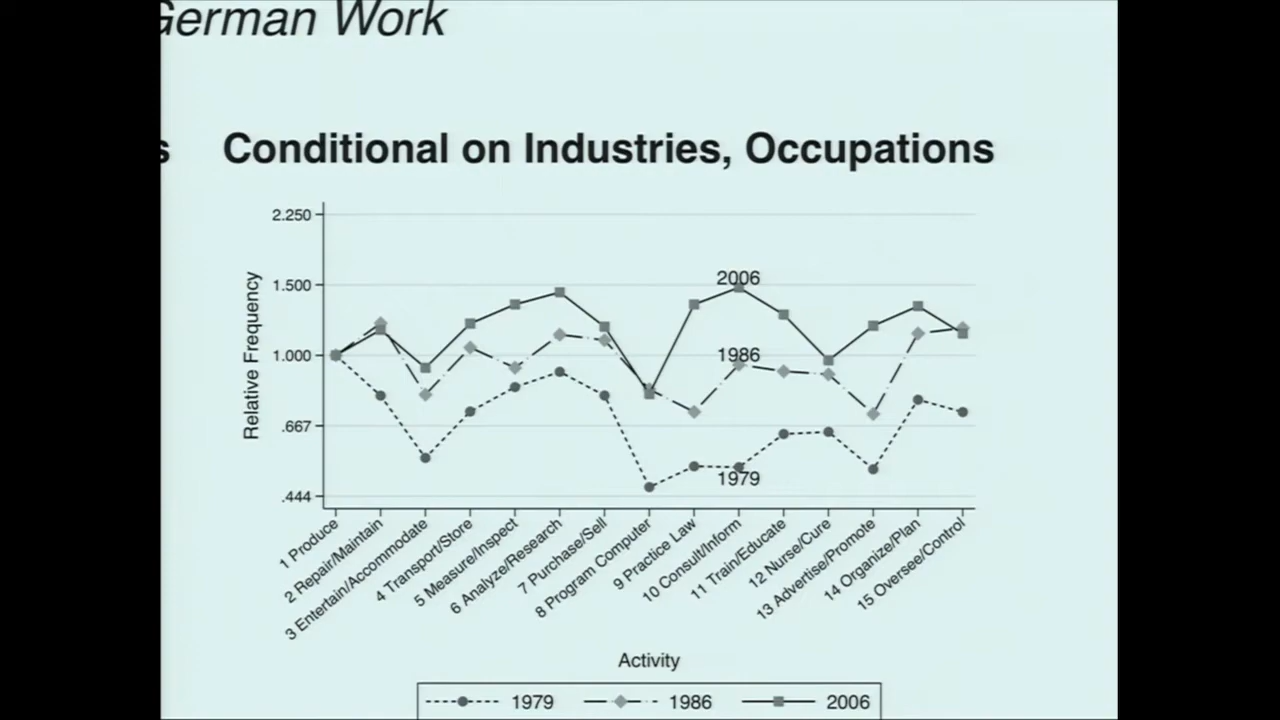 German Work
s Conditional on Industries, Occupations
2.250
1.500
1.000
.667
.444
Relative Frequency
2006
1986
1979
1 Produce
2 Repair/Maintain
3 Entertain/Accommodate
4 Transport/Store
5 Measure/Inspect
6 Analyze/Research
7 Purchase/Sell
8 Program Computer
9 Practice Law
10 Consult/Inform
11 Train/Educate
12 Nurse/Cure
13 Advertise/Promote
14 Organize/Plan
15 Oversee/Control
Activity
1979 1986 2006